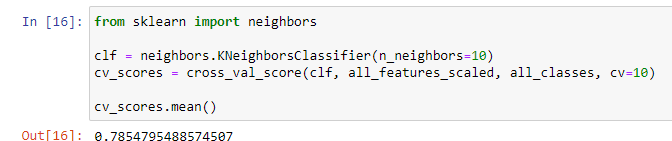 In [16]: from sklearn import neighbors
clf = neighbors.KNeighborsClassifier(n_neighbors=10)
cv_scores = cross_val_score(clf, all_features_scaled, all_classes, cv=10)
cv_scores.mean()
Out[16]: 0.7854795488574507